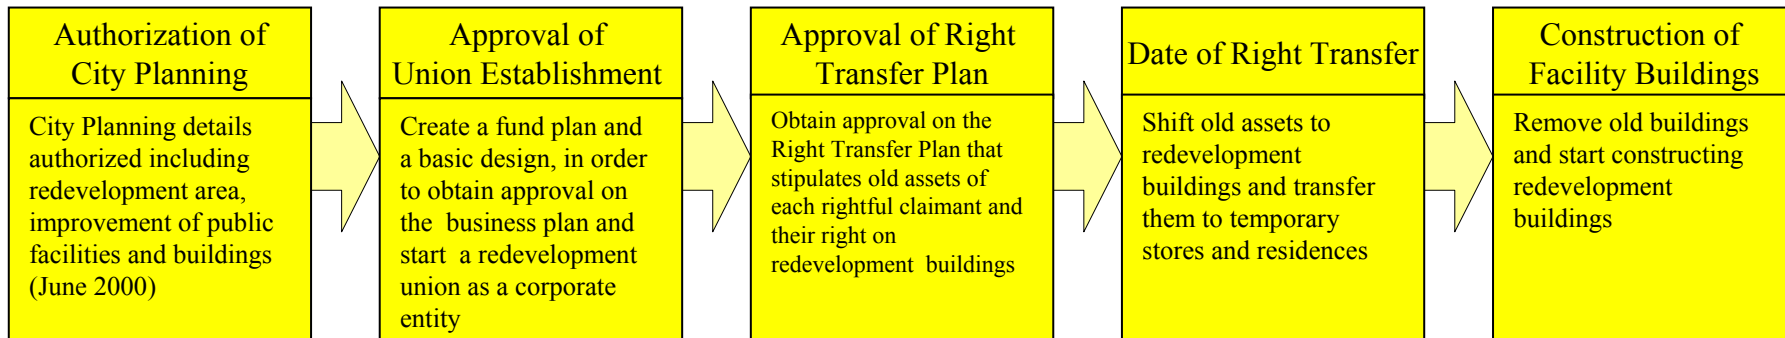 Authorization of
City Planning
City Planning details
authorized including
redevelopment area,
improvement of public
facilities and buildings
(June 2000)
Approval of
Union Establishment
Create a fund plan and
a basic design, in order
to obtain approval on
the business plan and
start a redevelopment
union as a corporate
entity
Approval of Right
Transfer Plan
Obtain approval on the
Right Transfer Plan that
stipulates old assets of
each rightful claimant and
their right on
redevelopment buildings
Date of Right Transfer
Shift old assets to
redevelopment
buildings and transfer
them to temporary
stores and residences
Construction of
Facility Buildings
Remove old buildings
and start constructing
redevelopment
buildings